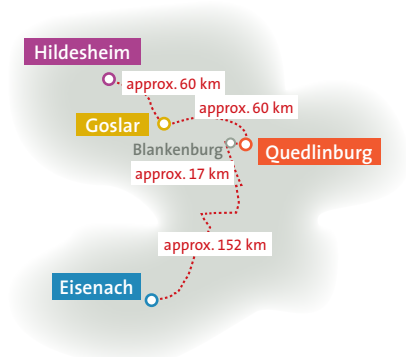 Hildesheim
approx. 60 km
approx. 60 km
Goslar
Blankenburg
Quedlinburg
approx. 17 km
approx. 152 km
Eisenach